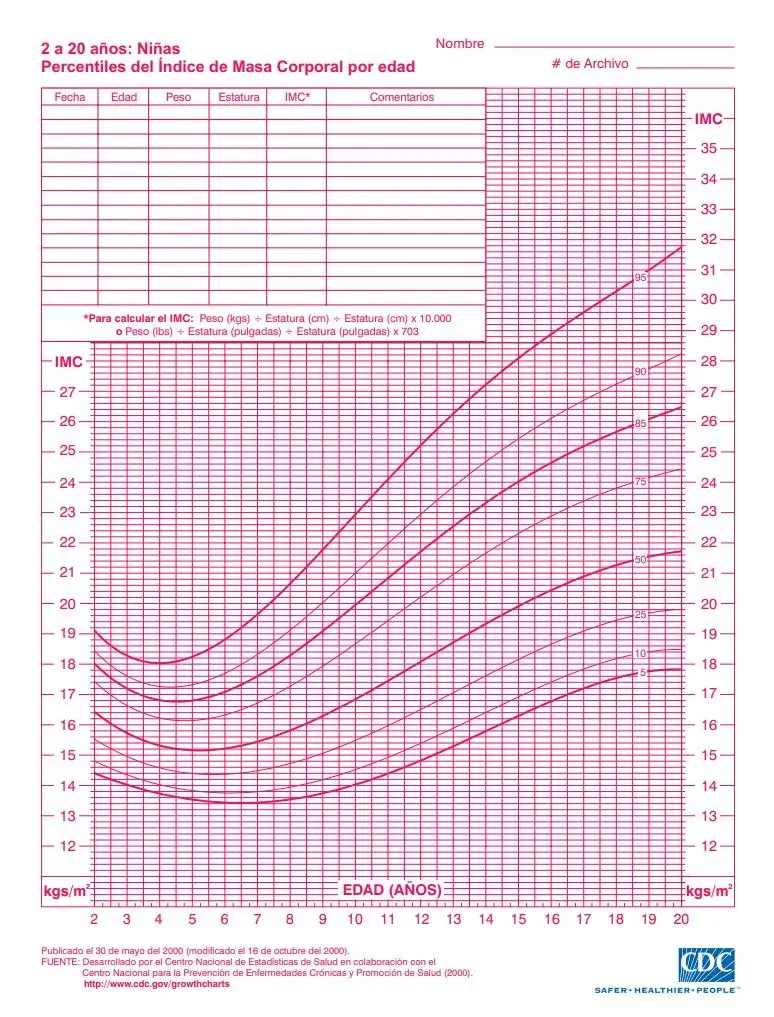 2 a 20 años: Niñas
Percentiles del Índice de Masa Corporal por edad
Nombre
# de Archivo
Fecha Edad Peso Estatura IMC* Comentarios
*Para calcular el IMC: Peso (kgs) ÷ Estatura (cm) ÷ Estatura (cm) x 10.000
o Peso (lbs) ÷ Estatura (pulgadas) ÷ Estatura (pulgadas) x 703
IMC
35
34
33
32
31
30
29
28
27
26
25
24
23
22
21
20
19
18
17
16
15
14
13
12
kgs/m²
IMC
27
26
25
24
23
22
21
20
19
18
17
16
15
14
13
12
kgs/m²
95
90
85
75
50
25
10
5
EDAD (AÑOS)
2 3 4 5 6 7 8 9 10 11 12 13 14 15 16 17 18 19 20
Publicado el 30 de mayo del 2000 (modificado el 16 de octubre del 2000).
FUENTE: Desarrollado por el Centro Nacional de Estadísticas de Salud en colaboración con el
Centro Nacional para la Prevención de Enfermedades Crónicas y Promoción de Salud (2000).
http://www.cdc.gov/growthcharts
CDC
SAFER • HEALTHIER • PEOPLE™